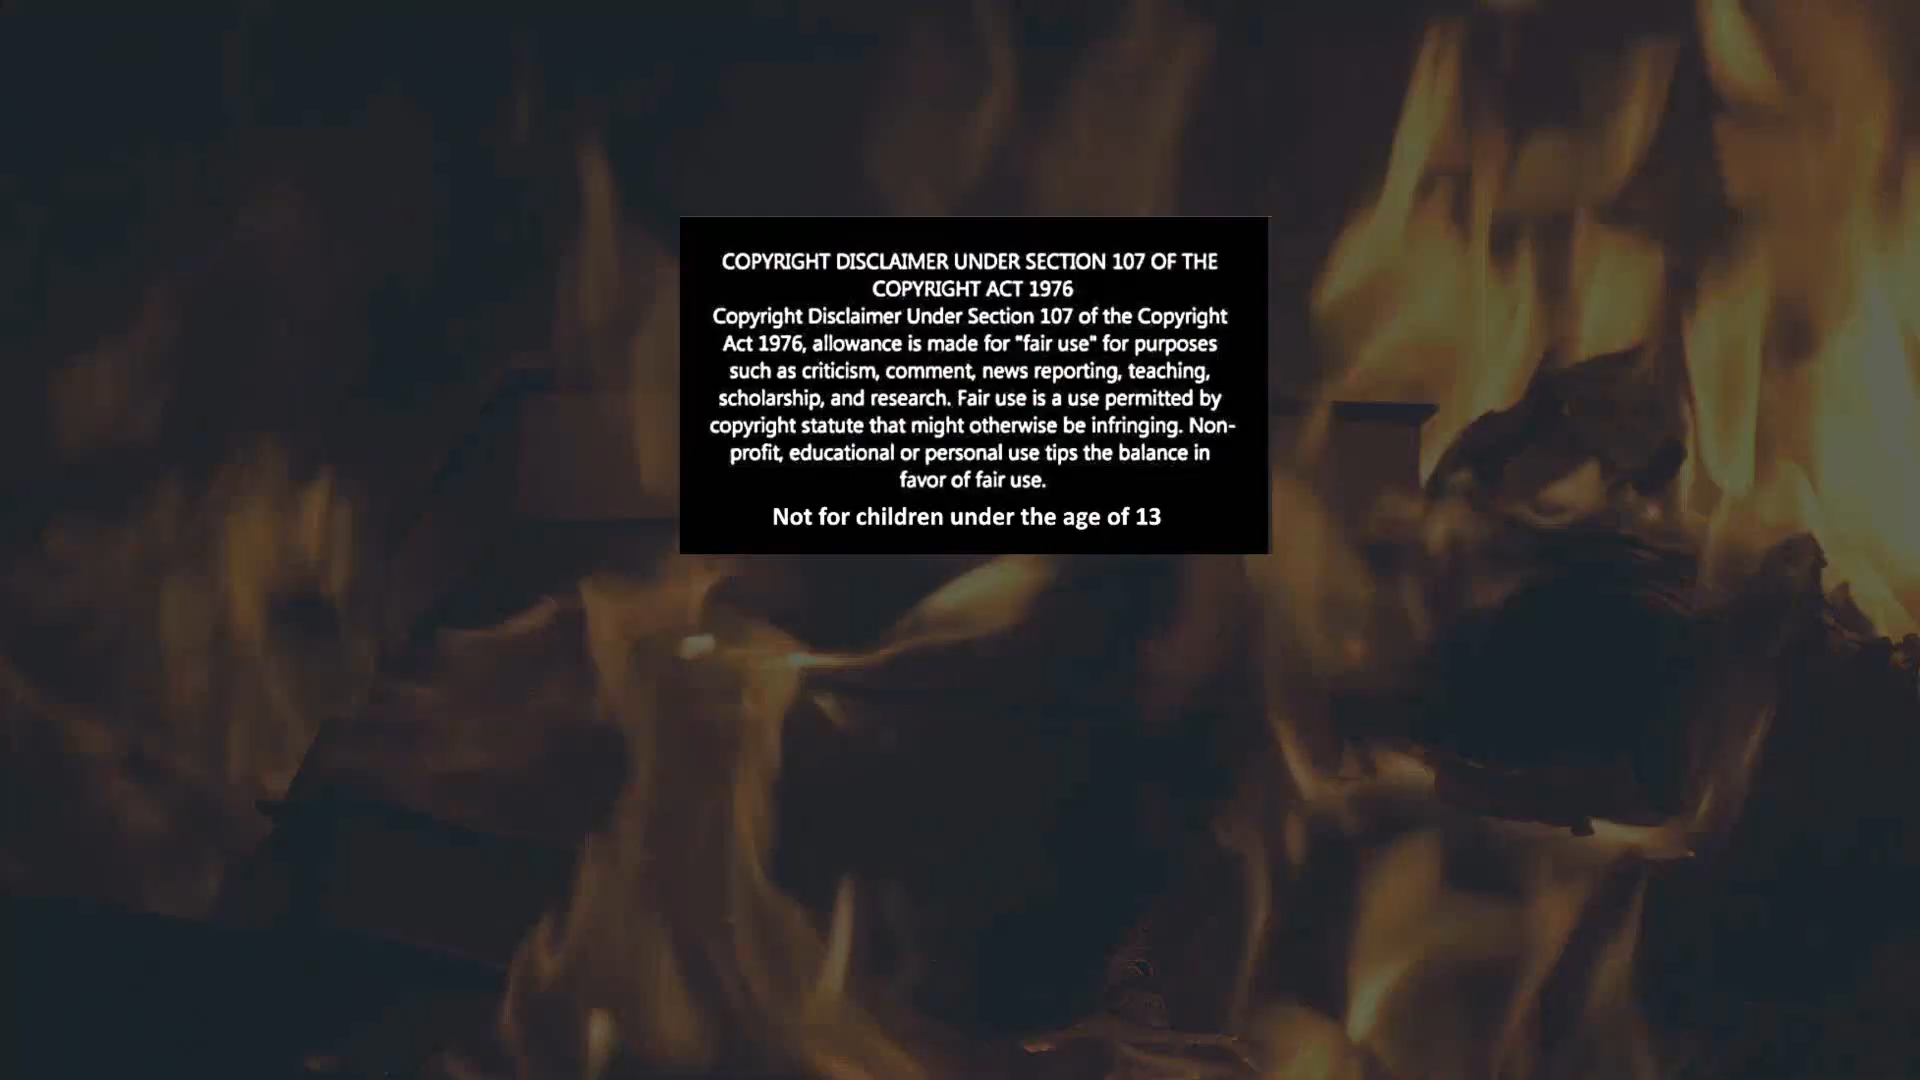 COPYRIGHT DISCLAIMER UNDER SECTION 107 OF THE
COPYRIGHT ACT 1976
Copyright Disclaimer Under Section 107 of the Copyright
Act 1976, allowance is made for "fair use" for purposes
such as criticism, comment, news reporting, teaching,
scholarship, and research. Fair use is a use permitted by
copyright statute that might otherwise be infringing. Non-
profit, educational or personal use tips the balance in
favor of fair use.
Not for children under the age of 13